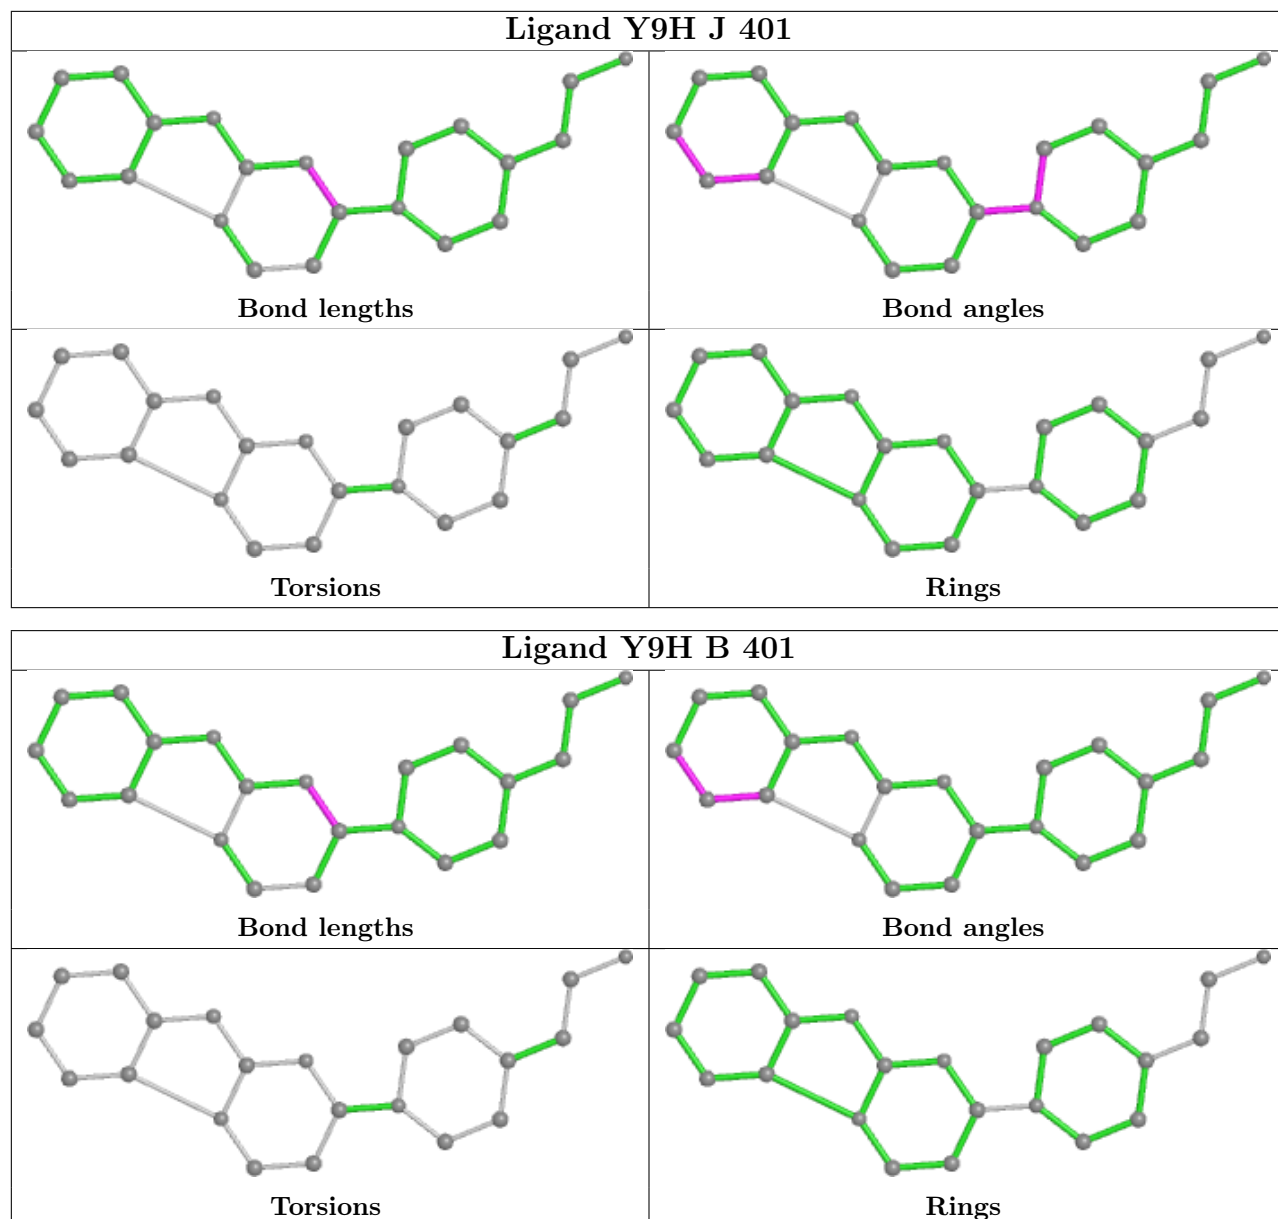 Ligand Y9H J 401
Bond lengths
Bond angles
Torsions
Rings
Ligand Y9H B 401
Bond lengths
Bond angles
Torsions
Rings